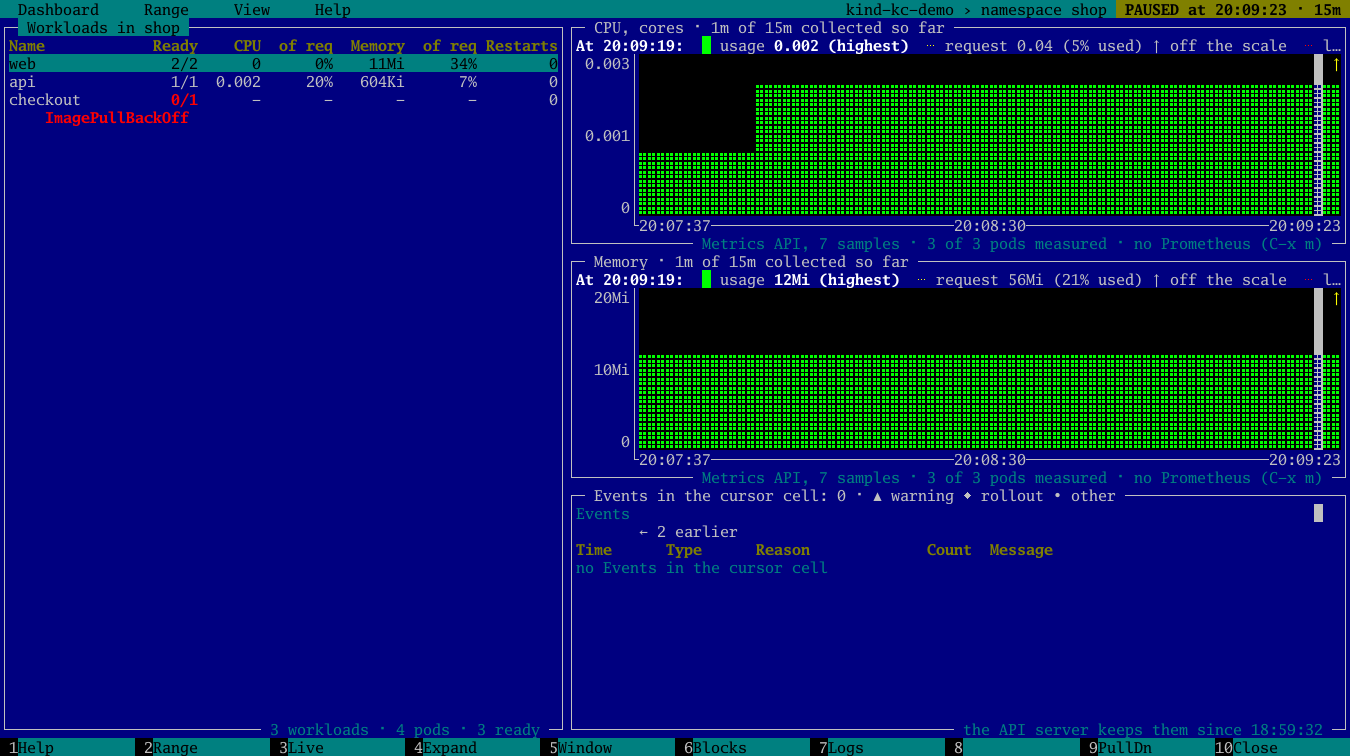 Dashboard Range View Help kind-kc-demo › namespace shop PAUSED at 20:09:23 · 15m
Workloads in shop
Name Ready CPU of req Memory of req Restarts
web 2/2 0 0% 11Mi 34% 0
api 1/1 0.002 20% 604Ki 7% 0
checkout 0/1 – – – – 0
ImagePullBackOff
3 workloads · 4 pods · 3 ready
CPU, cores · 1m of 15m collected so far
At 20:09:19: usage 0.002 (highest) ┈ request 0.04 (5% used) ↑ off the scale ┈ l…
0.003 ↑
0.001
0
20:07:37 20:08:30 20:09:23
Metrics API, 7 samples · 3 of 3 pods measured · no Prometheus (C-x m)
Memory · 1m of 15m collected so far
At 20:09:19: usage 12Mi (highest) ┈ request 56Mi (21% used) ↑ off the scale ┈ l…
20Mi ↑
10Mi
0
20:07:37 20:08:30 20:09:23
Metrics API, 7 samples · 3 of 3 pods measured · no Prometheus (C-x m)
Events in the cursor cell: 0 · ▲ warning ◆ rollout • other
Events
← 2 earlier
Time Type Reason Count Message
no Events in the cursor cell
the API server keeps them since 18:59:32
1Help 2Range 3Live 4Expand 5Window 6Blocks 7Logs 8 9PullDn 10Close